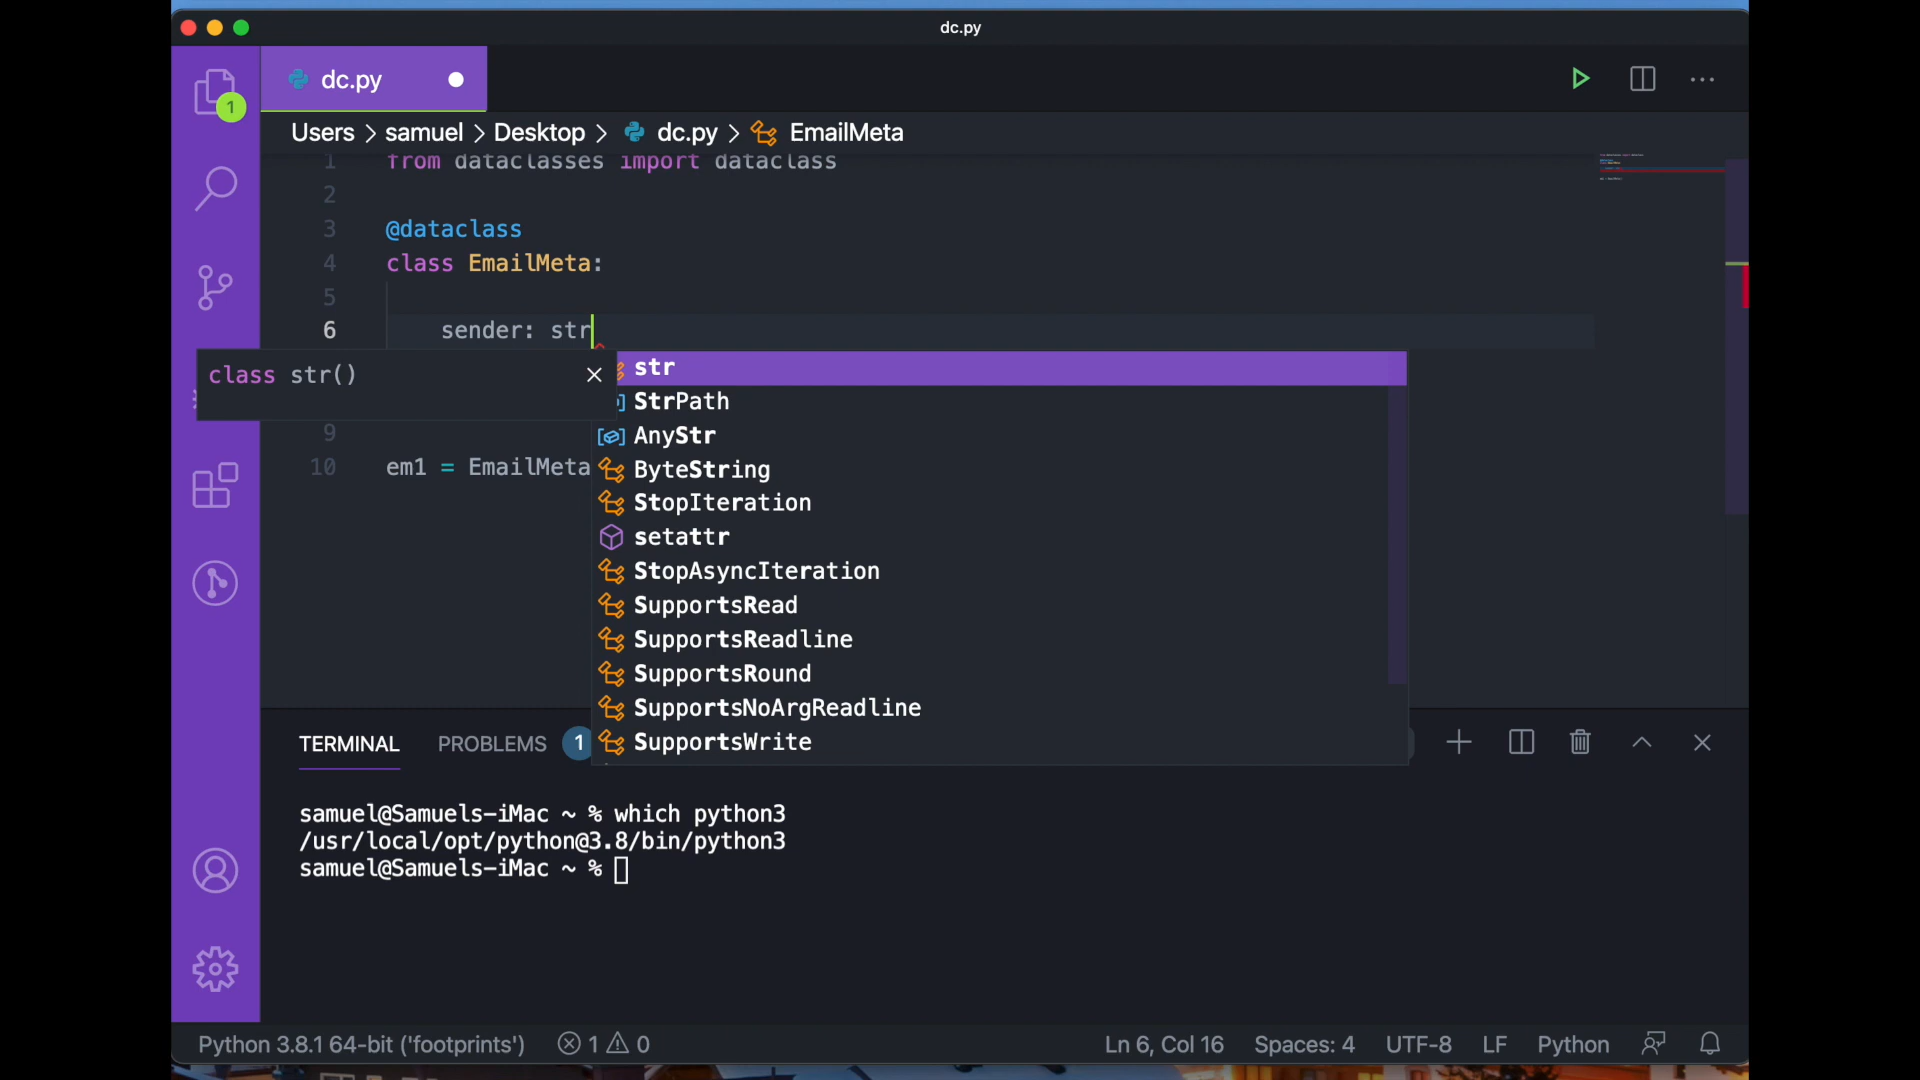 dc.py
1
dc.py
Users > samuel > Desktop > dc.py > EmailMeta
1 from dataclasses import dataclass
2
3 @dataclass
4 class EmailMeta:
5
6 sender: str
class str()
str
StrPath
AnyStr
9
ByteString
10 em1 = EmailMeta
StopIteration
setattr
StopAsyncIteration
SupportsRead
SupportsReadline
SupportsRound
SupportsNoArgReadline
SupportsWrite
TERMINAL PROBLEMS 1
samuel@Samuels-iMac ~ % which python3
/usr/local/opt/python@3.8/bin/python3
samuel@Samuels-iMac ~ %
Python 3.8.1 64-bit ('footprints') 1 0 Ln 6, Col 16 Spaces: 4 UTF-8 LF Python